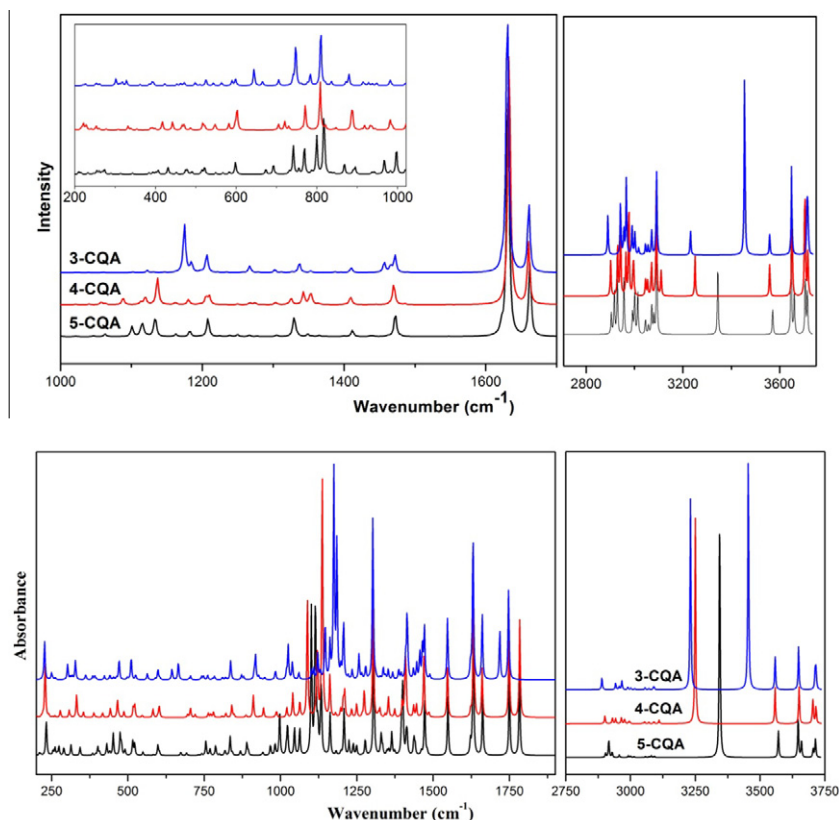 Intensity
200 400 600 800 1000
3-CQA
4-CQA
5-CQA
1000 1200 1400 1600
2800 3200 3600
Wavenumber (cm-1)
Absorbance
3-CQA
4-CQA
5-CQA
250 500 750 1000 1250 1500 1750
2750 3000 3250 3500 3750
Wavenumber (cm-1)